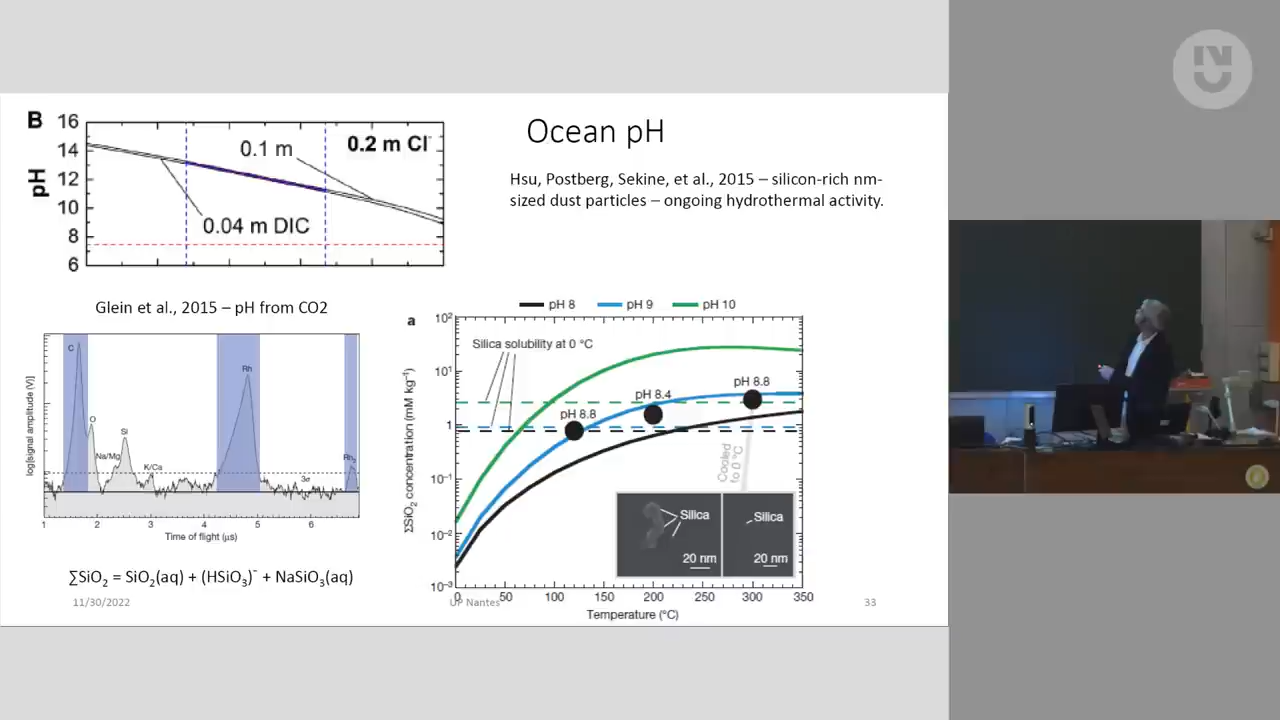 B
16
14
12
10
8
6
pH
0.1 m
0.2 m Cl⁻
0.04 m DIC
Ocean pH
Hsu, Postberg, Sekine, et al., 2015 – silicon-rich nm-
sized dust particles – ongoing hydrothermal activity.
Glein et al., 2015 – pH from CO2
log[signal amplitude (V)]
C
O
Na/Mg
Si
K/Ca
Rh
Rh₂
3σ
1 2 3 4 5 6
Time of flight (μs)
∑SiO₂ = SiO₂(aq) + (HSiO₃)⁻ + NaSiO₃(aq)
a
pH 8 pH 9 pH 10
ΣSiO₂ concentration (mM kg⁻¹)
10²
10¹
1
10⁻¹
10⁻²
10⁻³
Silica solubility at 0 °C
pH 8.8
pH 8.4
pH 8.8
Cooled
to 0 °C
Silica
20 nm
Silica
20 nm
0 50 100 150 200 250 300 350
Temperature (°C)
11/30/2022
UP Nantes
33